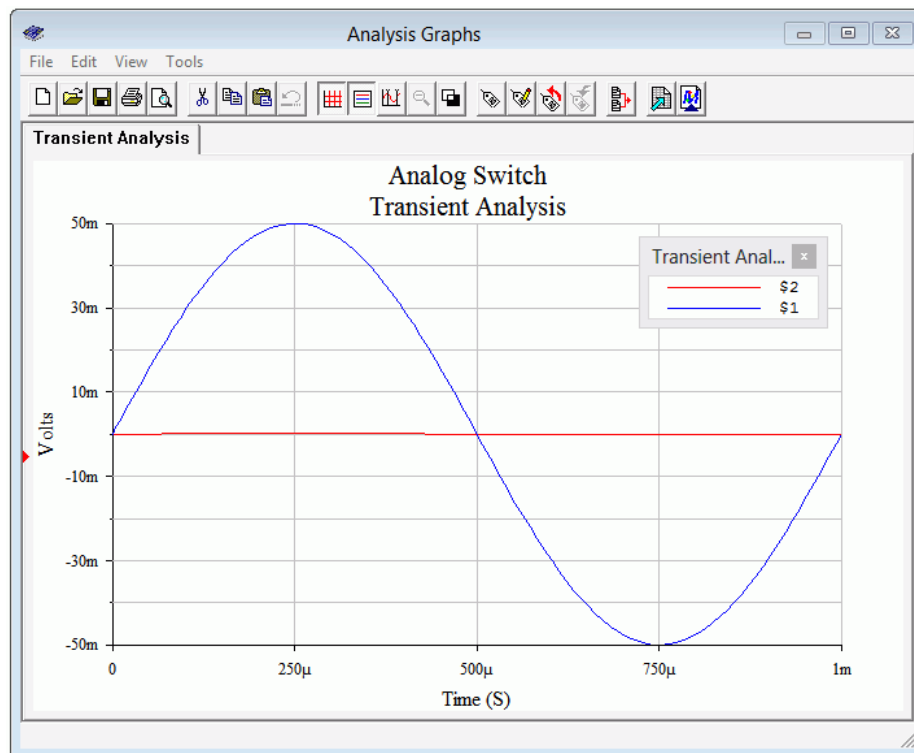 Analysis Graphs
File Edit View Tools
Transient Analysis
Analog Switch
Transient Analysis
50m
30m
10m
-10m
-30m
-50m
Volts
Transient Anal... x
$2
$1
0 250µ 500µ 750µ 1m
Time (S)